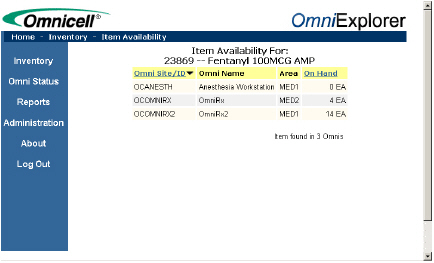 Omnicell®
OmniExplorer
Home - Inventory - Item Availability
Inventory
Omni Status
Reports
Administration
About
Log Out
Item Availability For:
23869 -- Fentanyl 100MCG AMP
Omni Site/ID Omni Name Area On Hand
OCANESTH Anesthesia Workstation MED1 0 EA
OCOMNIRX OmniRx MED2 4 EA
OCOMNIRX2 OmniRx2 MED1 14 EA
Item found in 3 Omnis